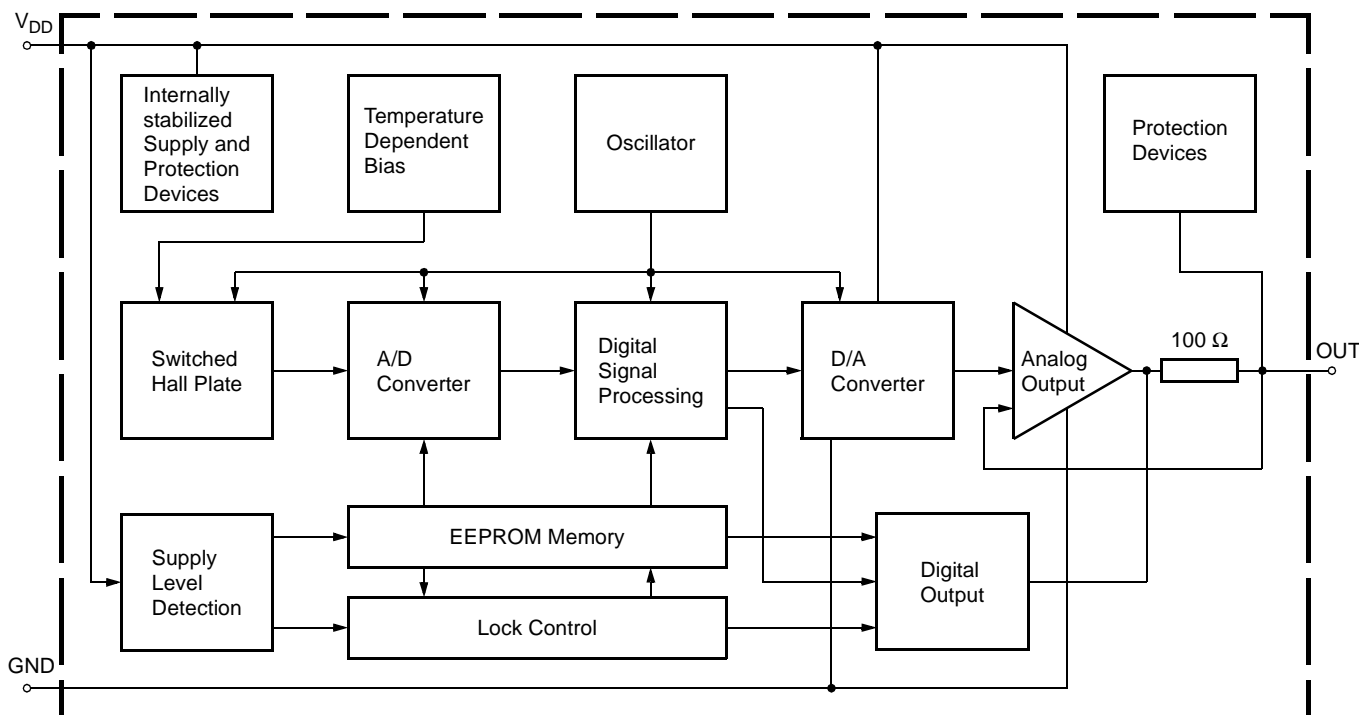 VDD
Internally
stabilized
Supply and
Protection
Devices
Temperature
Dependent
Bias
Oscillator
Protection
Devices
Switched
Hall Plate
A/D
Converter
Digital
Signal
Processing
D/A
Converter
Analog
Output
100 Ω
OUT
Supply
Level
Detection
EEPROM Memory
Lock Control
Digital
Output
GND